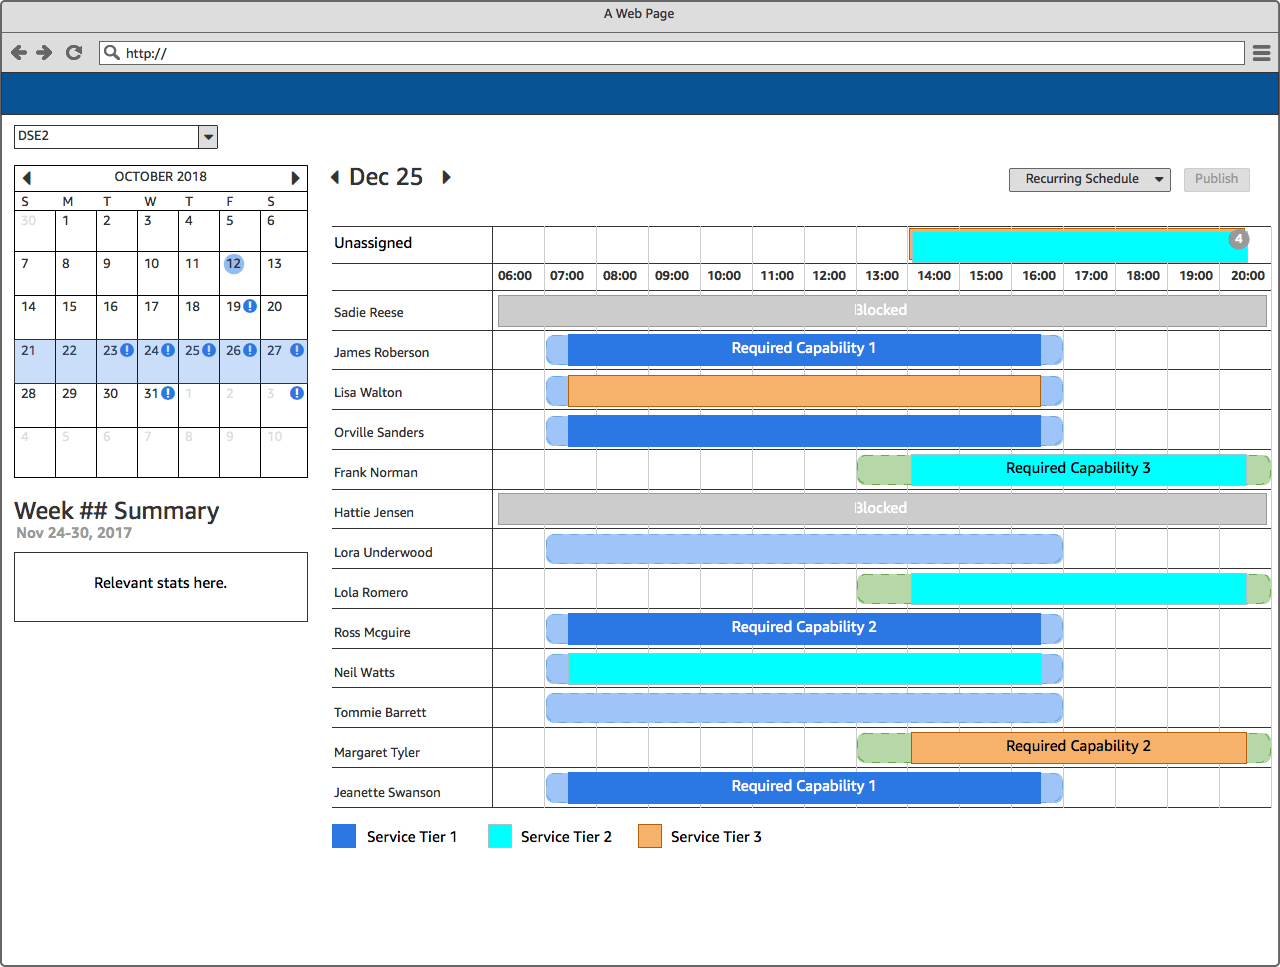 A Web Page
http://
DSE2
OCTOBER 2018
S M T W T F S
30 1 2 3 4 5 6
7 8 9 10 11 12 13
14 15 16 17 18 19 ! 20
21 22 23 ! 24 ! 25 ! 26 ! 27 !
28 29 30 31 ! 1 2 3 !
4 5 6 7 8 9 10
Week ## Summary
Nov 24-30, 2017
Relevant stats here.
Dec 25
Recurring Schedule
Publish
Unassigned
4
06:00 07:00 08:00 09:00 10:00 11:00 12:00 13:00 14:00 15:00 16:00 17:00 18:00 19:00 20:00
Sadie Reese Blocked
James Roberson Required Capability 1
Lisa Walton
Orville Sanders
Frank Norman Required Capability 3
Hattie Jensen Blocked
Lora Underwood
Lola Romero
Ross Mcguire Required Capability 2
Neil Watts
Tommie Barrett
Margaret Tyler Required Capability 2
Jeanette Swanson Required Capability 1
Service Tier 1 Service Tier 2 Service Tier 3